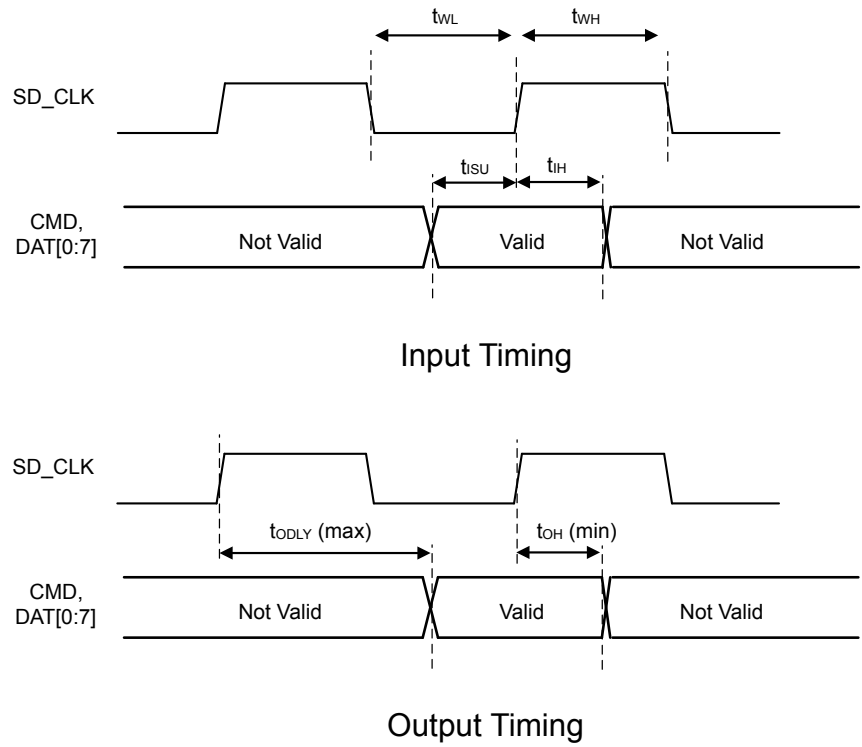 tWL
tWH
SD_CLK
tISU
tIH
CMD,
DAT[0:7]
Not Valid
Valid
Not Valid
Input Timing
SD_CLK
tODLY (max)
tOH (min)
CMD,
DAT[0:7]
Not Valid
Valid
Not Valid
Output Timing